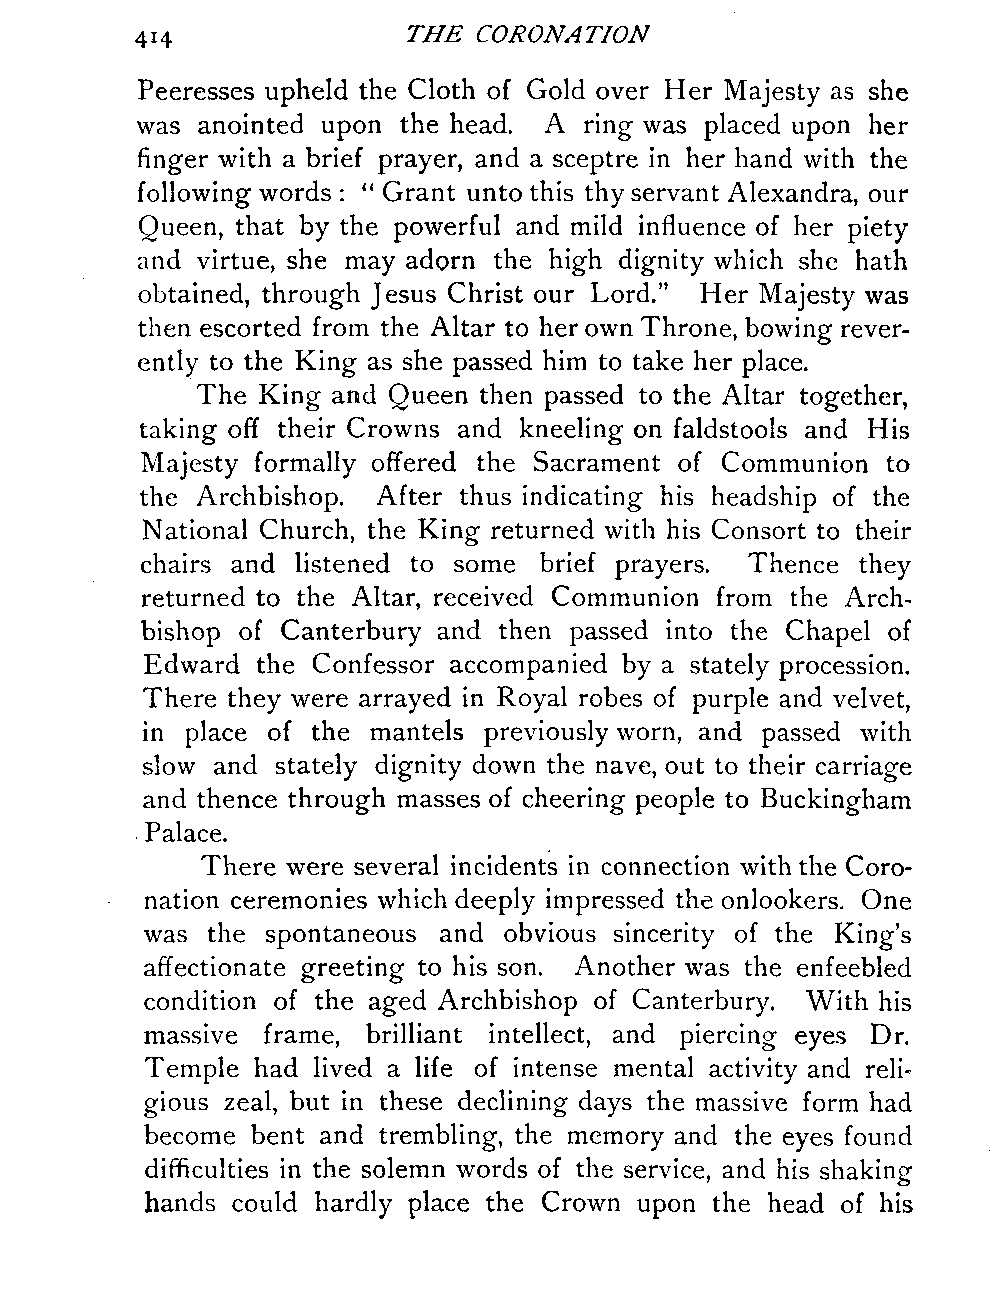 414 THE CORONATION
Peeresses upheld the Cloth of Gold over Her Majesty as she
was anointed upon the head. A ring was placed upon her
finger with a brief prayer, and a sceptre in her hand with the
following words : “ Grant unto this thy servant Alexandra, our
Queen, that by the powerful and mild influence of her piety
and virtue, she may adorn the high dignity which she hath
obtained, through Jesus Christ our Lord.” Her Majesty was
then escorted from the Altar to her own Throne, bowing rever-
ently to the King as she passed him to take her place.
The King and Queen then passed to the Altar together,
taking off their Crowns and kneeling on faldstools and His
Majesty formally offered the Sacrament of Communion to
the Archbishop. After thus indicating his headship of the
National Church, the King returned with his Consort to their
chairs and listened to some brief prayers. Thence they
returned to the Altar, received Communion from the Arch-
bishop of Canterbury and then passed into the Chapel of
Edward the Confessor accompanied by a stately procession.
There they were arrayed in Royal robes of purple and velvet,
in place of the mantels previously worn, and passed with
slow and stately dignity down the nave, out to their carriage
and thence through masses of cheering people to Buckingham
Palace.
There were several incidents in connection with the Coro-
nation ceremonies which deeply impressed the onlookers. One
was the spontaneous and obvious sincerity of the King's
affectionate greeting to his son. Another was the enfeebled
condition of the aged Archbishop of Canterbury. With his
massive frame, brilliant intellect, and piercing eyes Dr.
Temple had lived a life of intense mental activity and reli-
gious zeal, but in these declining days the massive form had
become bent and trembling, the memory and the eyes found
difficulties in the solemn words of the service, and his shaking
hands could hardly place the Crown upon the head of his